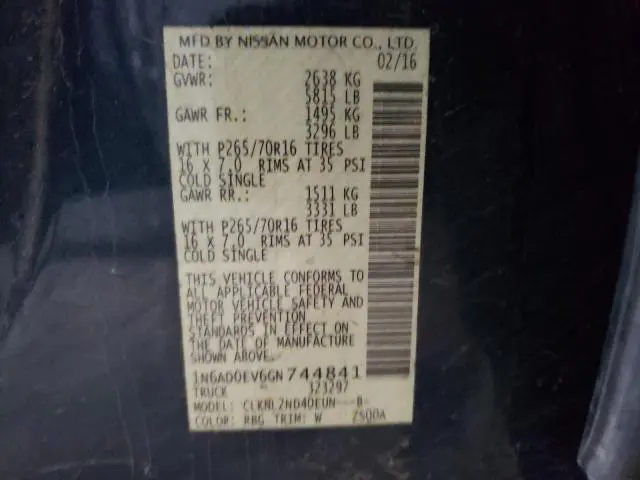 MFD BY NISSAN MOTOR CO., LTD.
DATE: 02/16
GVWR: 2638 KG
5815 LB
GAWR FR.: 1495 KG
3296 LB
WITH P265/70R16 TIRES
16 X 7.0 RIMS AT 35 PSI
COLD SINGLE
GAWR RR.: 1511 KG
3331 LB
WITH P265/70R16 TIRES
16 X 7.0 RIMS AT 35 PSI
COLD SINGLE
THIS VEHICLE CONFORMS TO
ALL APPLICABLE FEDERAL
MOTOR VEHICLE SAFETY AND
THEFT PREVENTION
STANDARDS IN EFFECT ON
THE DATE OF MANUFACTURE
SHOWN ABOVE.
1N6AD0EV6GN744841
TRUCK 123297
MODEL: CLKNL2ND4DEUN---B-
COLOR: RBG TRIM: W 2S00A